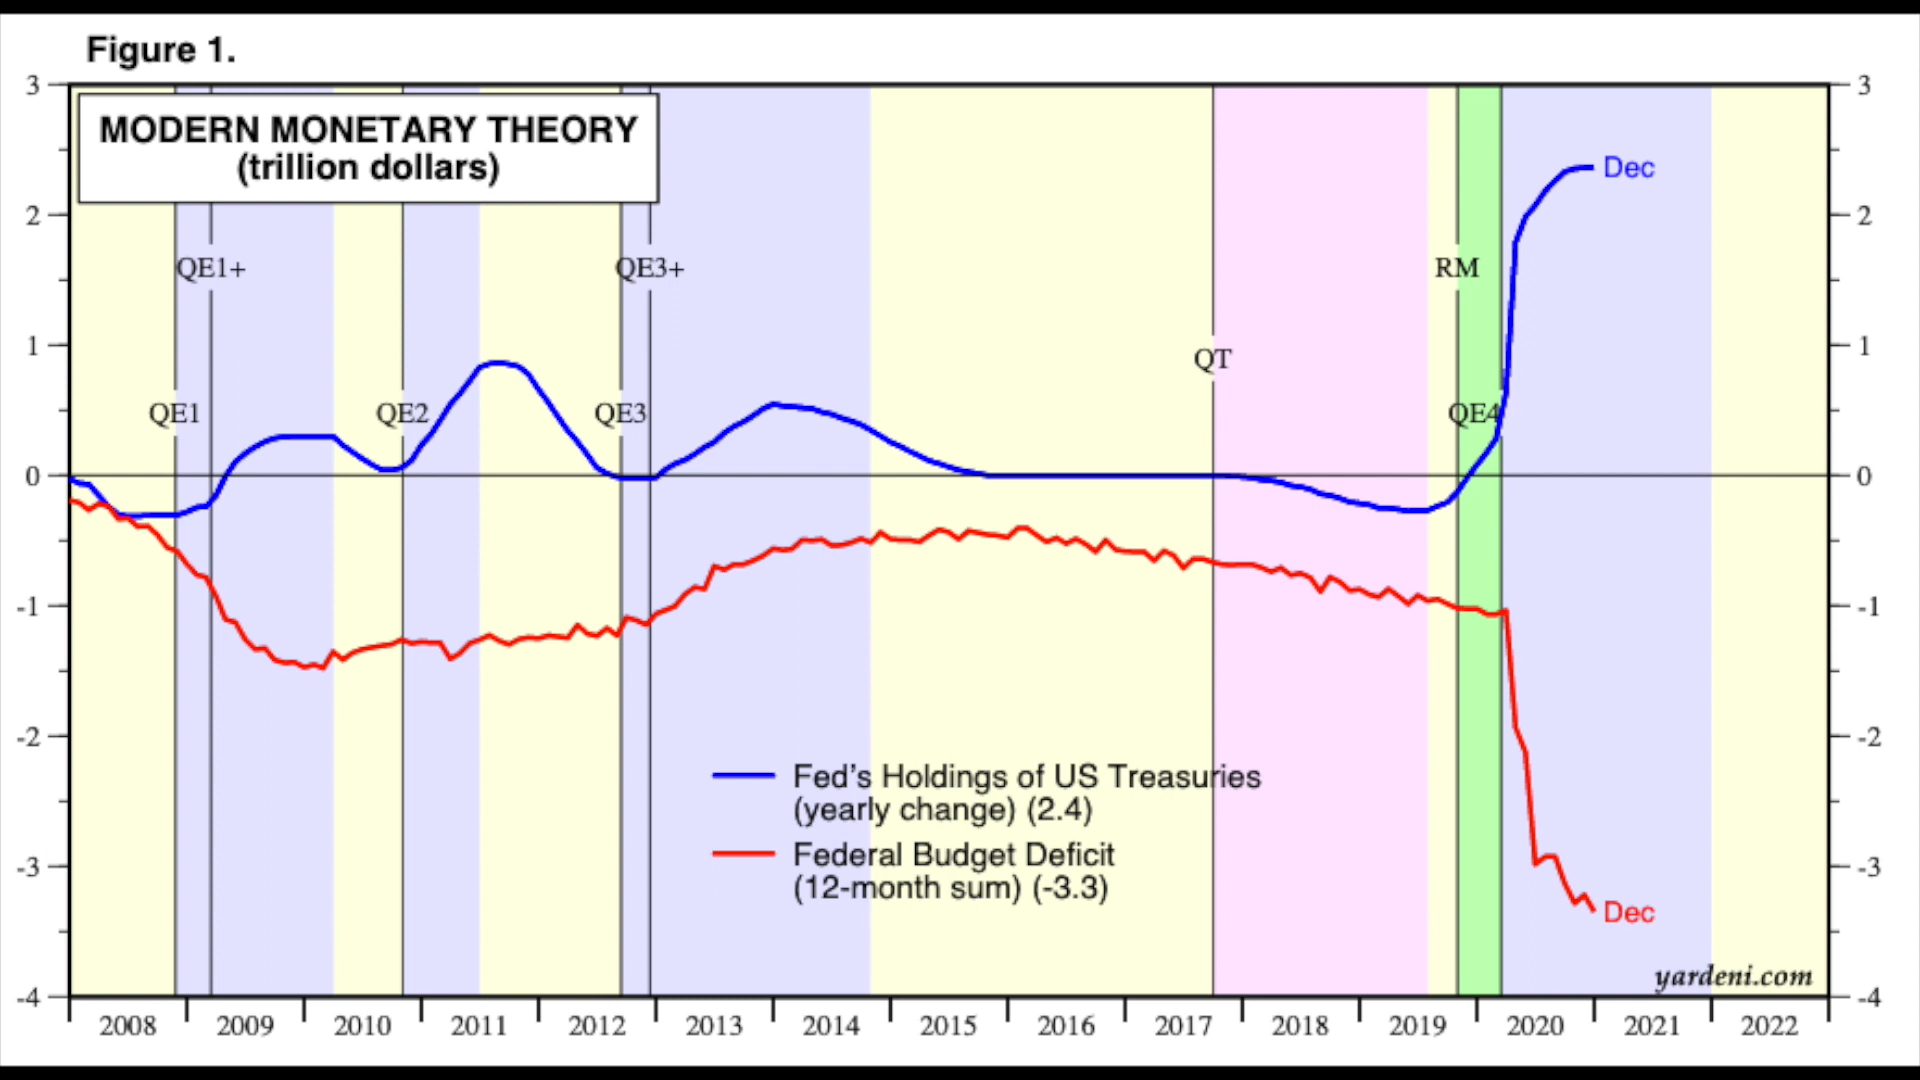 Figure 1.
MODERN MONETARY THEORY
(trillion dollars)
3
2
1
0
-1
-2
-3
-4
3
2
1
0
-1
-2
-3
-4
QE1+
QE3+
RM
QT
QE1
QE2
QE3
QE4
Dec
Fed's Holdings of US Treasuries
(yearly change) (2.4)
Federal Budget Deficit
(12-month sum) (-3.3)
Dec
yardeni.com
2008 2009 2010 2011 2012 2013 2014 2015 2016 2017 2018 2019 2020 2021 2022